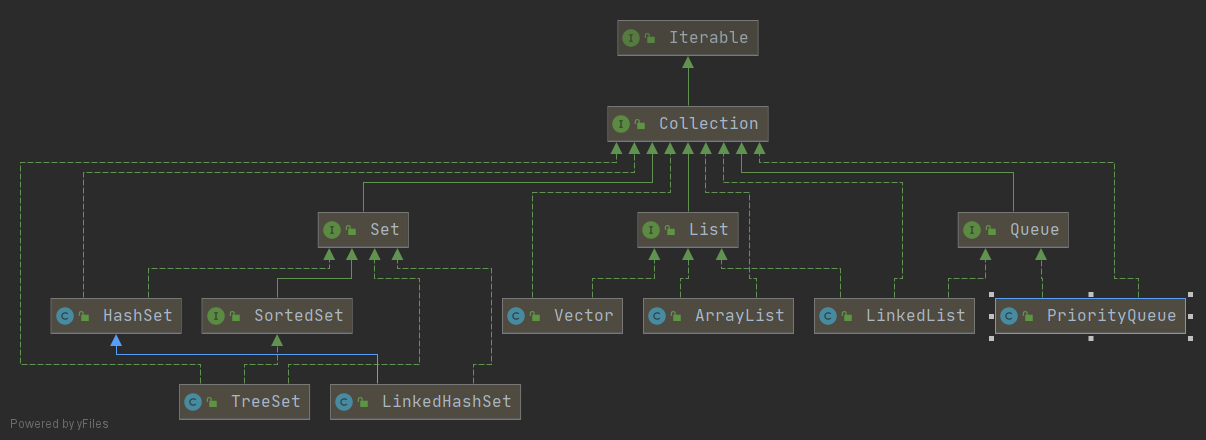 I Iterable
I Collection
I Set
I List
I Queue
C HashSet
I SortedSet
C Vector
C ArrayList
C LinkedList
C PriorityQueue
C TreeSet
C LinkedHashSet
Powered by yFiles